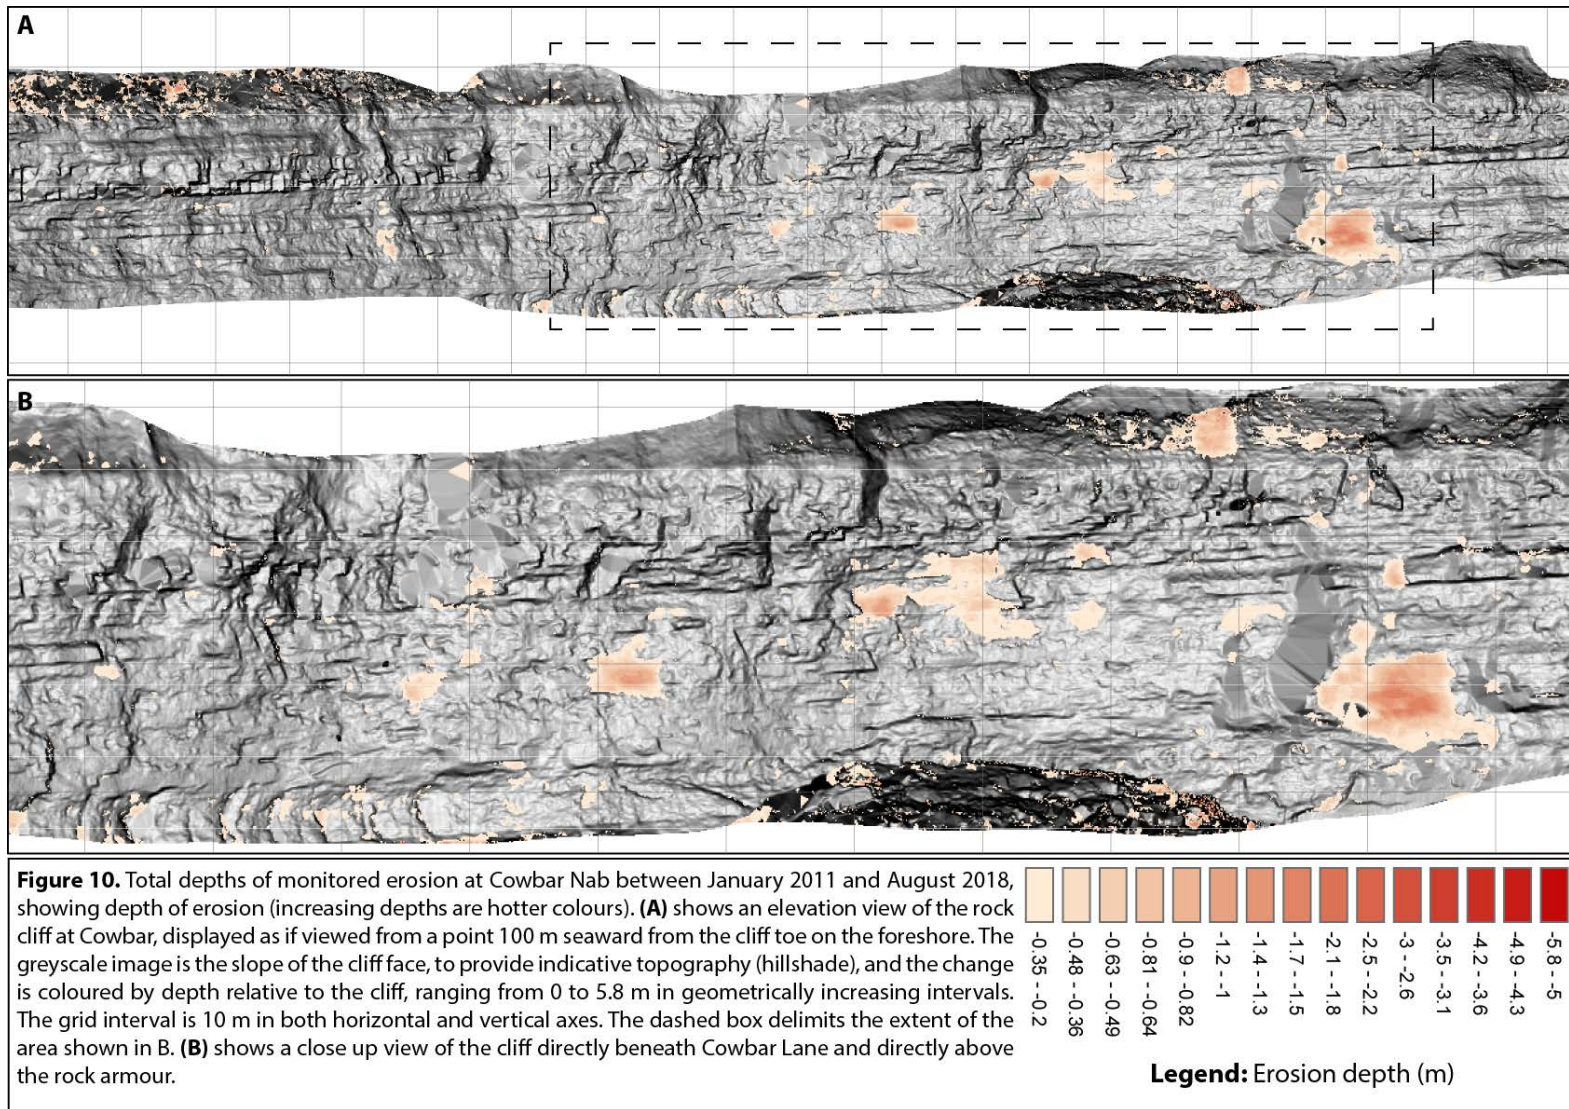 A
B
Figure 10. Total depths of monitored erosion at Cowbar Nab between January 2011 and August 2018,
showing depth of erosion (increasing depths are hotter colours). (A) shows an elevation view of the rock
cliff at Cowbar, displayed as if viewed from a point 100 m seaward from the cliff toe on the foreshore. The
greyscale image is the slope of the cliff face, to provide indicative topography (hillshade), and the change
is coloured by depth relative to the cliff, ranging from 0 to 5.8 m in geometrically increasing intervals.
The grid interval is 10 m in both horizontal and vertical axes. The dashed box delimits the extent of the
area shown in B. (B) shows a close up view of the cliff directly beneath Cowbar Lane and directly above
the rock armour.
-0.35 - -0.2
-0.48 - -0.36
-0.63 - -0.49
-0.81 - -0.64
-0.9 - -0.82
-1.2 - -1
-1.4 - -1.3
-1.7 - -1.5
-2.1 - -1.8
-2.5 - -2.2
-3 - -2.6
-3.5 - -3.1
-4.2 - -3.6
-4.9 - -4.3
-5.8 - -5
Legend: Erosion depth (m)